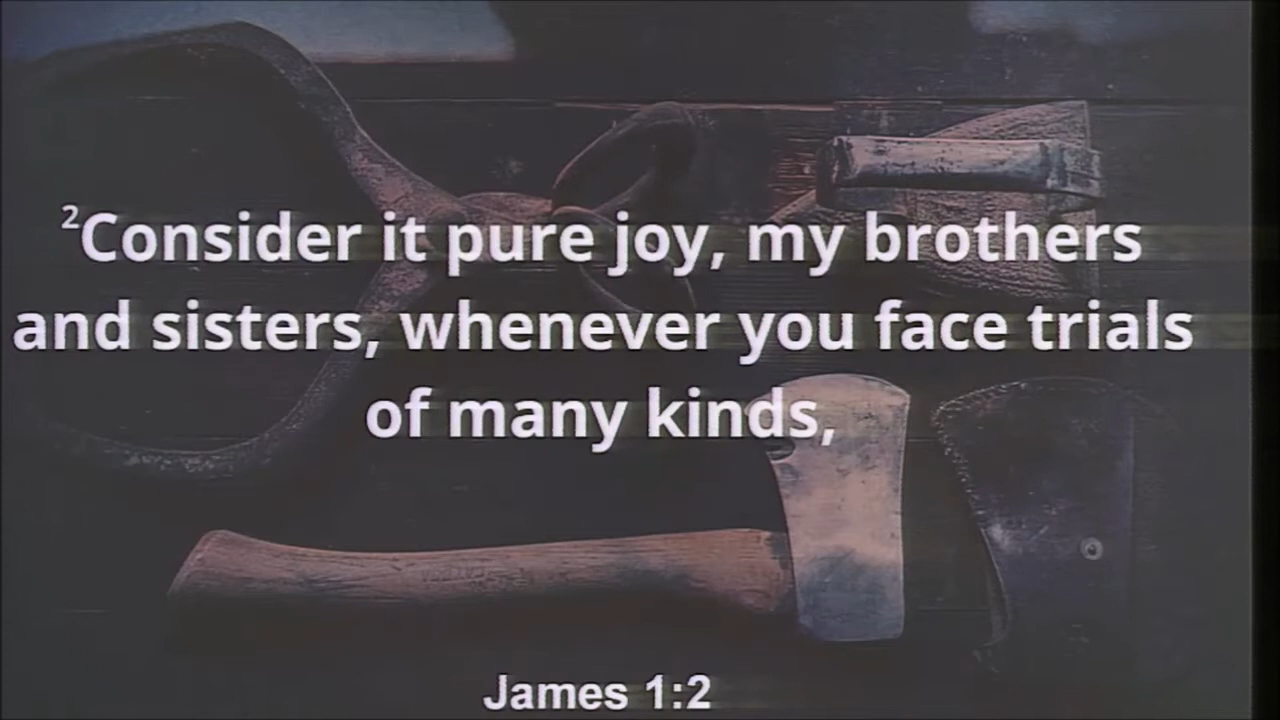 ²Consider it pure joy, my brothers
and sisters, whenever you face trials
of many kinds,
James 1:2